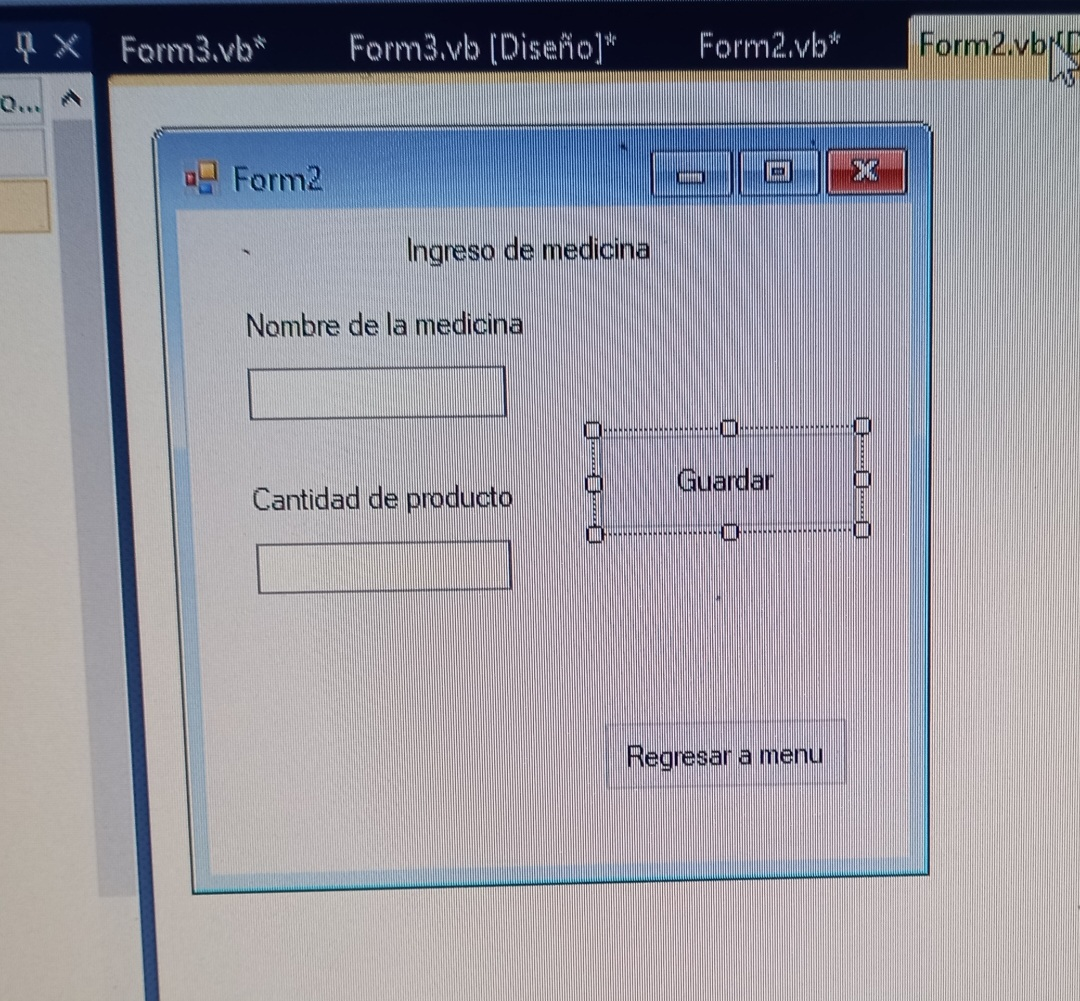 Form3.vb* Form3.vb [Diseño]* Form2.vb* Form2.vb [D
o...
Form2
Ingreso de medicina
Nombre de la medicina
Cantidad de producto
Guardar
Regresar a menu